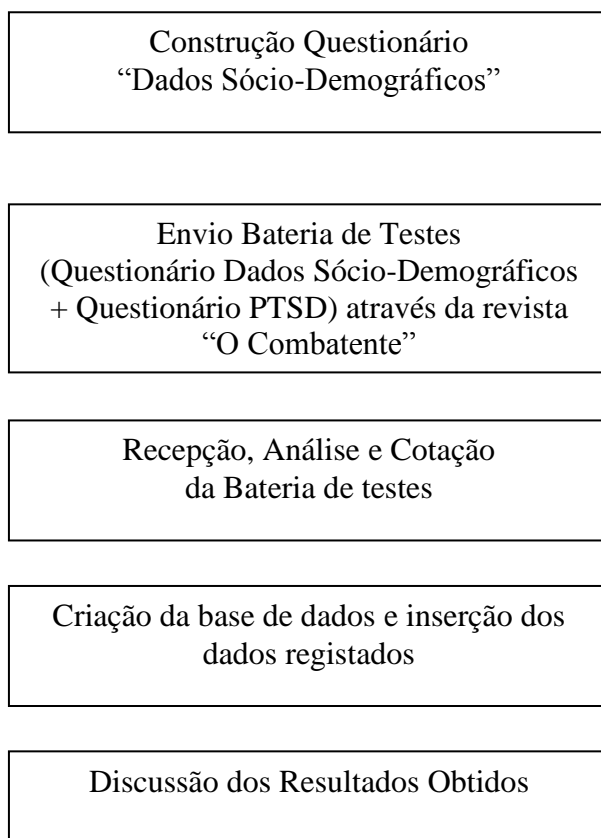 Construção Questionário
“Dados Sócio-Demográficos”
Envio Bateria de Testes
(Questionário Dados Sócio-Demográficos
+ Questionário PTSD) através da revista
“O Combatente”
Recepção, Análise e Cotação
da Bateria de testes
Criação da base de dados e inserção dos
dados registados
Discussão dos Resultados Obtidos